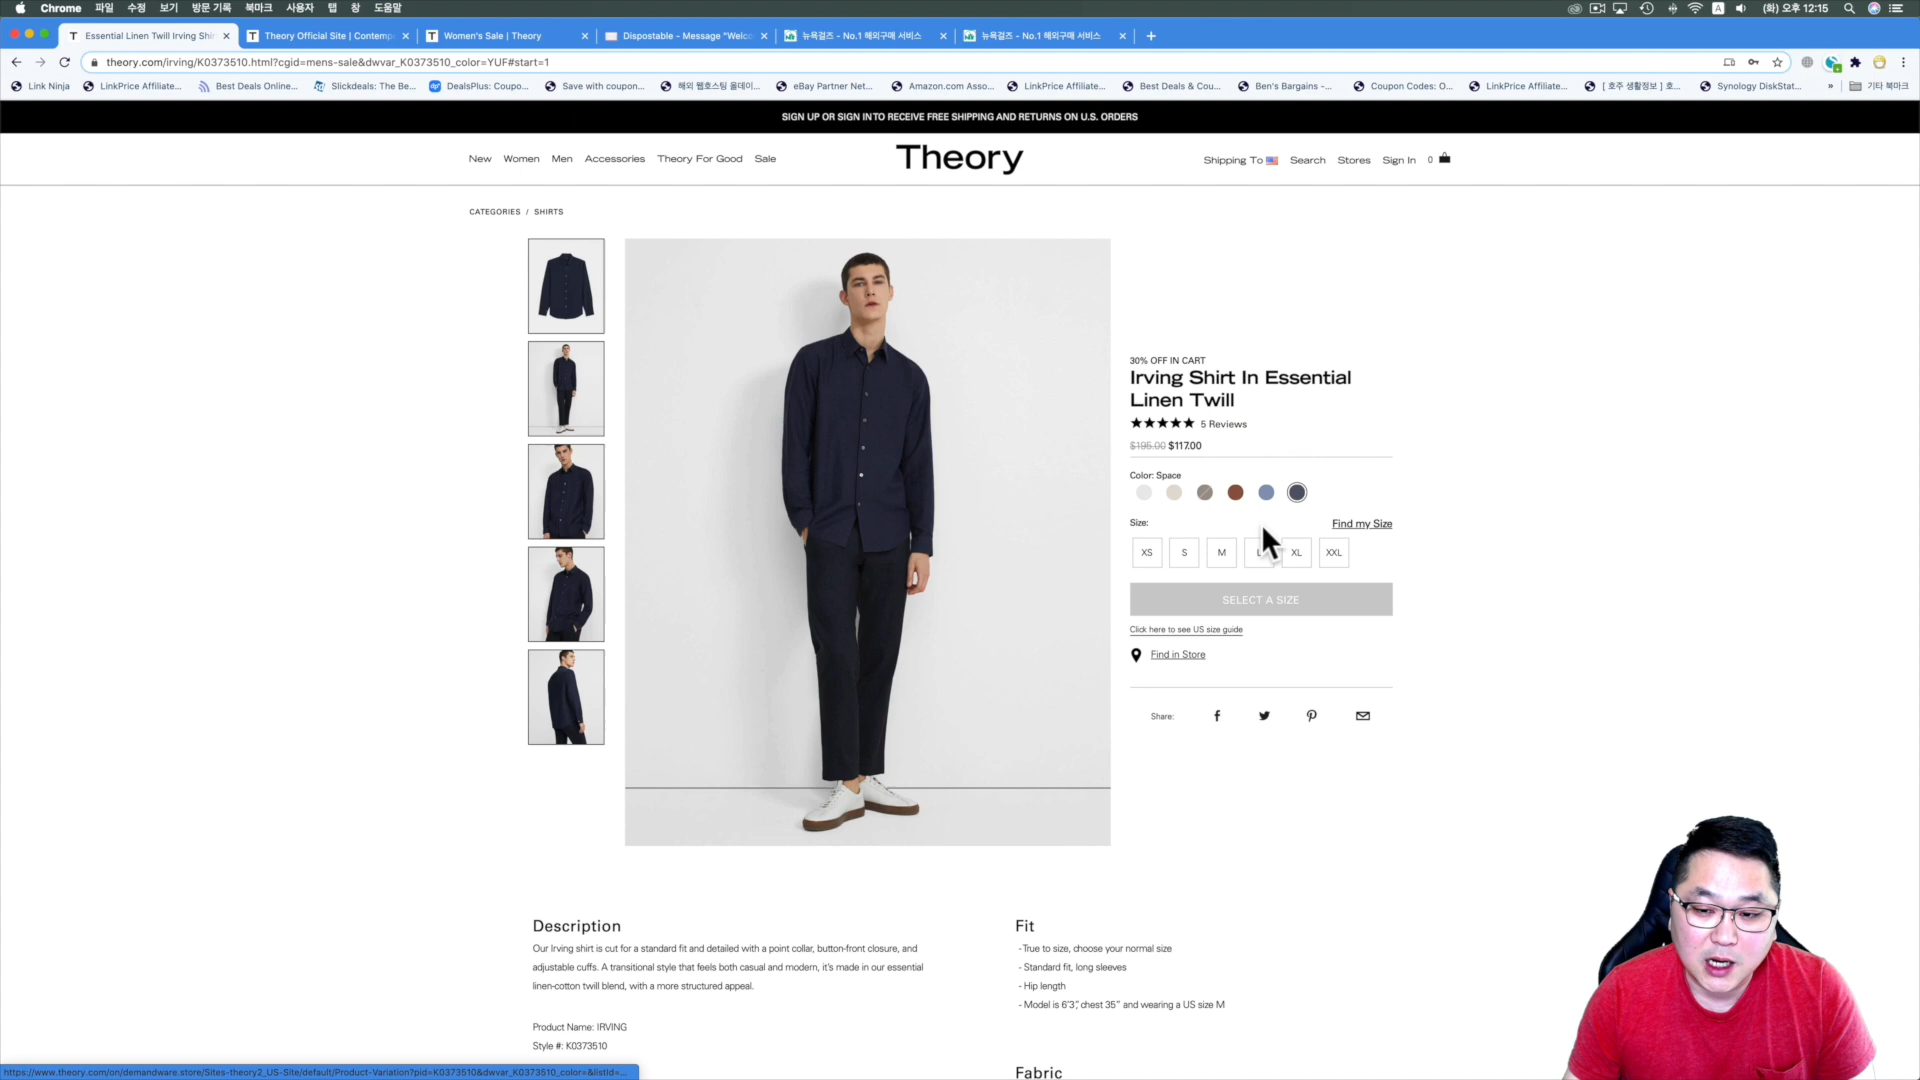 Chrome 파일 수정 보기 방문 기록 북마크 사용자 탭 창 도움말
A (화) 오후 12:15
T Essential Linen Twill Irving Shir
T Theory Official Site | Contemp
T Women's Sale | Theory
Dispostable - Message "Welco
뉴욕걸즈 - No.1 해외구매 서비스
뉴욕걸즈 - No.1 해외구매 서비스
theory.com/irving/K0373510.html?cgid=mens-sale&dwvar_K0373510_color=YUF#start=1
Link Ninja LinkPrice Affiliate... Best Deals Online... Slickdeals: The Be... DealsPlus: Coupo... Save with coupon... 해외 웹호스팅 올데이... eBay Partner Net... Amazon.com Asso... LinkPrice Affiliate... Best Deals & Cou... Ben's Bargains -... Coupon Codes: O... LinkPrice Affiliate... [ 호주 생활정보 ] 호... Synology DiskStat... » 기타 북마크
SIGN UP OR SIGN IN TO RECEIVE FREE SHIPPING AND RETURNS ON U.S. ORDERS
New Women Men Accessories Theory For Good Sale
Theory
Shipping To Search Stores Sign In 0
CATEGORIES / SHIRTS
30% OFF IN CART
Irving Shirt In Essential
Linen Twill
5 Reviews
$195.00 $117.00
Color: Space
Size: Find my Size
XS S M XL XXL
SELECT A SIZE
Click here to see US size guide
Find in Store
Share:
Description
Our Irving shirt is cut for a standard fit and detailed with a point collar, button-front closure, and
adjustable cuffs. A transitional style that feels both casual and modern, it's made in our essential
linen-cotton twill blend, with a more structured appeal.
Product Name: IRVING
Style #: K0373510
Fit
- True to size, choose your normal size
- Standard fit, long sleeves
- Hip length
- Model is 6'3", chest 35" and wearing a US size M
Fabric
https://www.theory.com/on/demandware.store/Sites-theory2_US-Site/default/Product-Variation?pid=K0373510&dwvar_K0373510_color=&listId=...